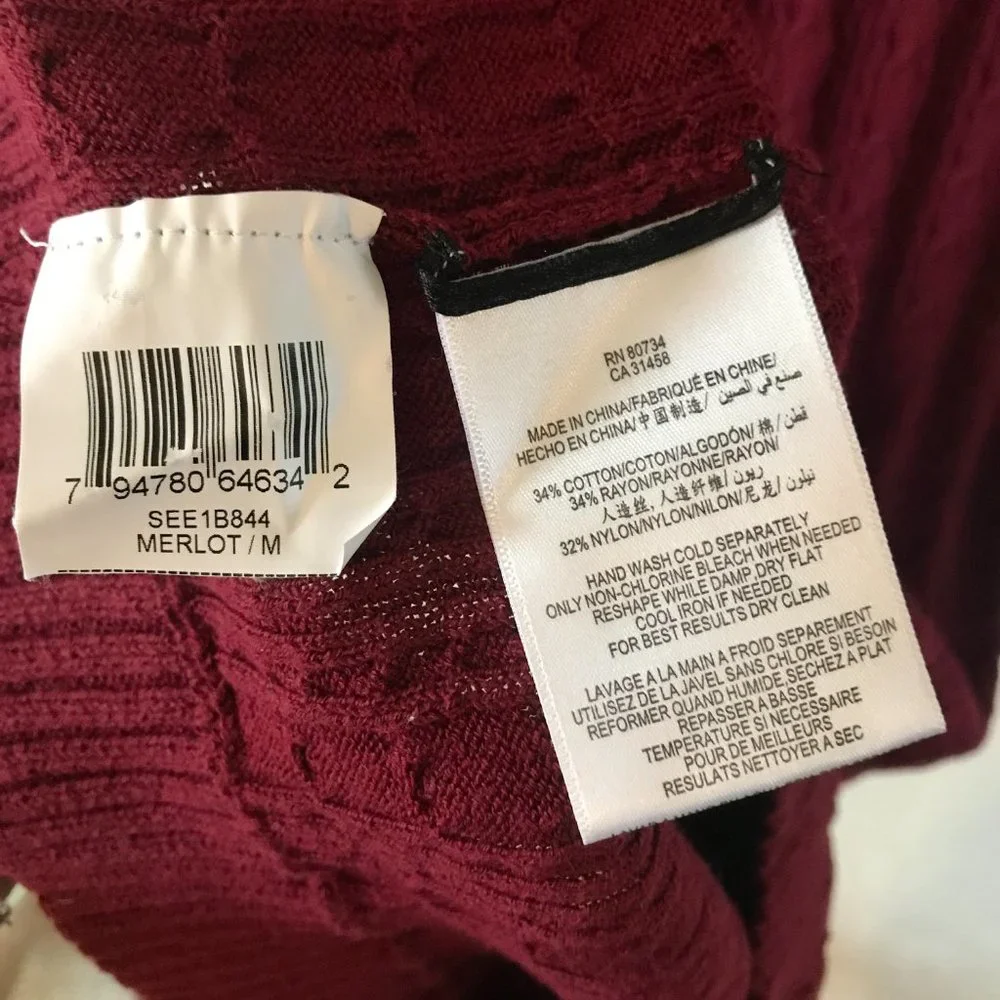 7 94780 64634 2
SEE1B844
MERLOT / M
RN 80734
CA 31458
MADE IN CHINA/FABRIQUÉ EN CHINE/
HECHO EN CHINA/中国制造/ صنع في الصين
34% COTTON/COTON/ALGODÓN/ 棉/ قطن
34% RAYON/RAYONNE/RAYON/
人造丝, 人造纤维/ ريون
32% NYLON/NYLON/NILON/尼龙/ نيلون
HAND WASH COLD SEPARATELY
ONLY NON-CHLORINE BLEACH WHEN NEEDED
RESHAPE WHILE DAMP DRY FLAT
COOL IRON IF NEEDED
FOR BEST RESULTS DRY CLEAN
LAVAGE A LA MAIN A FROID SEPAREMENT
UTILISEZ DE LA JAVEL SANS CHLORE SI BESOIN
REFORMER QUAND HUMIDE SECHEZ A PLAT
REPASSER A BASSE
TEMPERATURE SI NECESSAIRE
POUR DE MEILLEURS
RESULATS NETTOYER A SEC